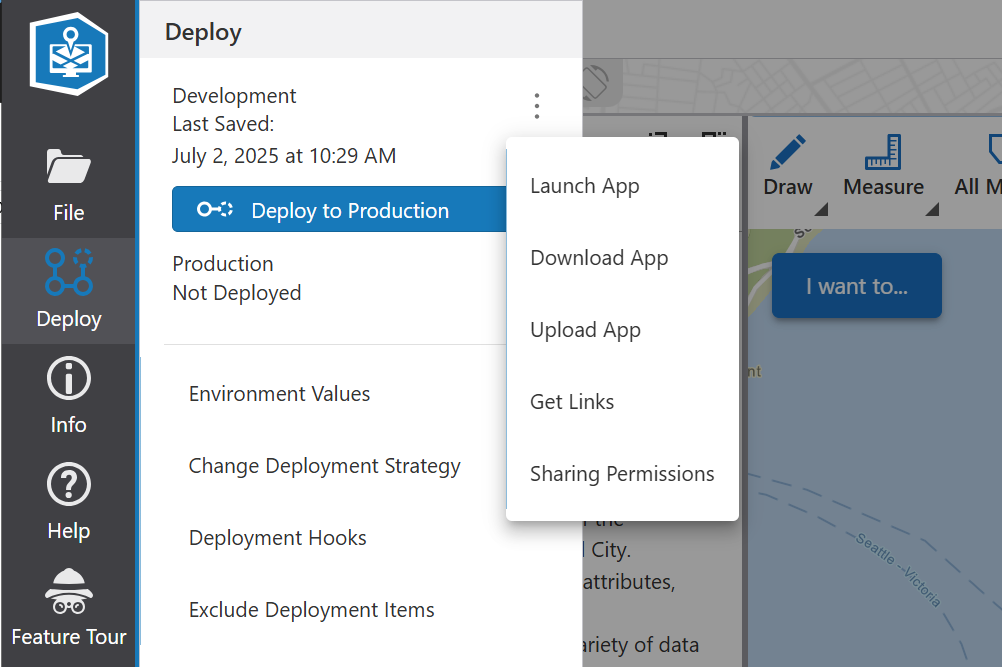 Deploy
Development
Last Saved:
July 2, 2025 at 10:29 AM
Deploy to Production
Production
Not Deployed
Environment Values
Change Deployment Strategy
Deployment Hooks
Exclude Deployment Items
File
Deploy
Info
Help
Feature Tour
Launch App
Download App
Upload App
Get Links
Sharing Permissions
the
City.
attributes,
of data
Draw
Measure
All
I want to...
Seattle - Victoria